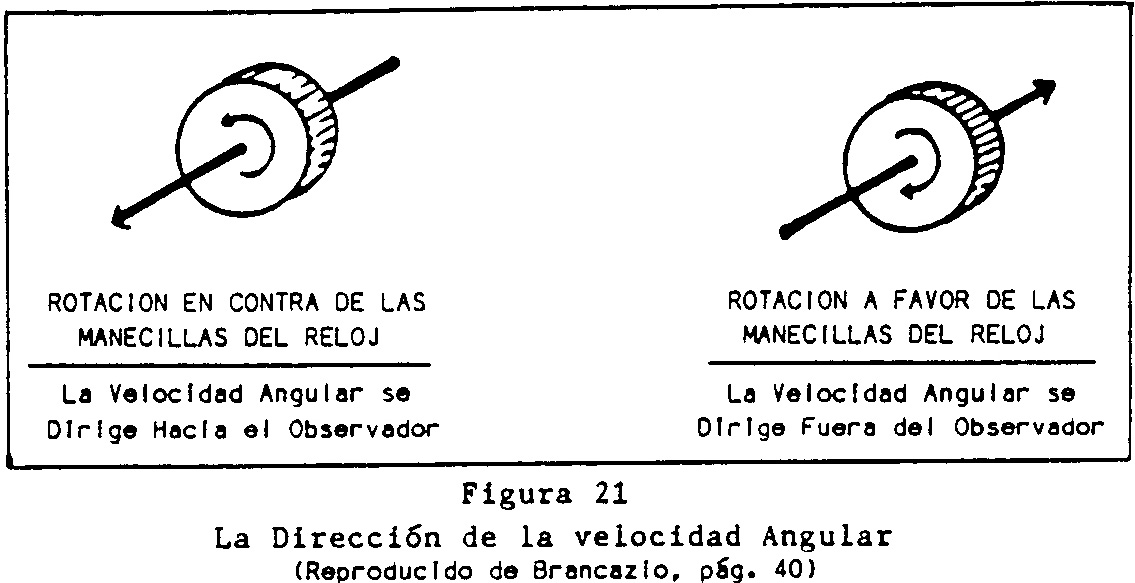 ROTACION EN CONTRA DE LAS
MANECILLAS DEL RELOJ
La Velocidad Angular se
Dirige Hacia el Observador
ROTACION A FAVOR DE LAS
MANECILLAS DEL RELOJ
La Velocidad Angular se
Dirige Fuera del Observador
Figura 21
La Dirección de la velocidad Angular
(Reproducido de Brancazio, pág. 40)